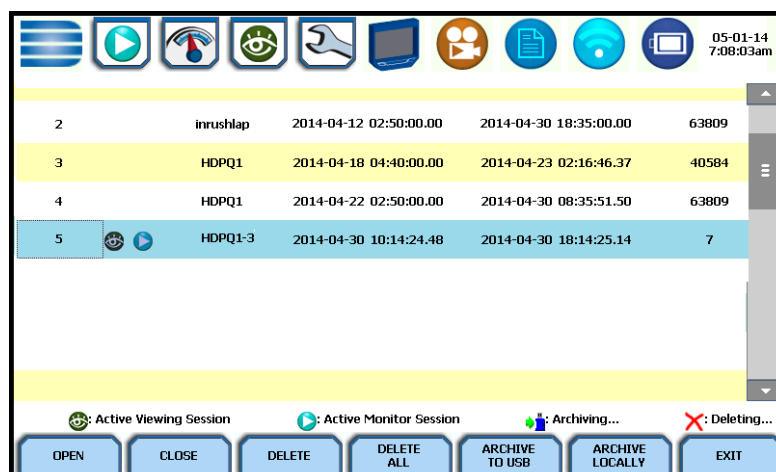 05-01-14
7:08:03am
2 inrushlap 2014-04-12 02:50:00.00 2014-04-30 18:35:00.00 63809
3 HDPQ1 2014-04-18 04:40:00.00 2014-04-23 02:16:46.37 40584
4 HDPQ1 2014-04-22 02:50:00.00 2014-04-30 08:35:51.50 63809
5 HDPQ1-3 2014-04-30 10:14:24.48 2014-04-30 18:14:25.14 7
: Active Viewing Session : Active Monitor Session : Archiving... : Deleting...
OPEN CLOSE DELETE DELETE ALL ARCHIVE TO USB ARCHIVE LOCALLY EXIT